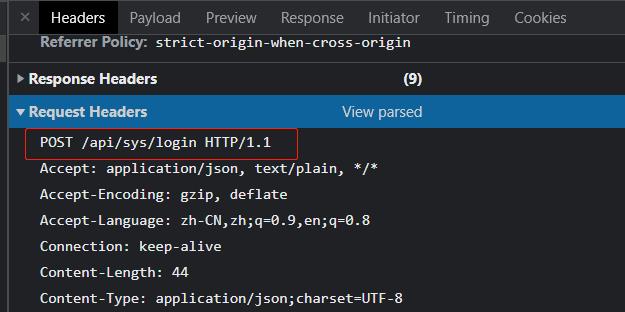 × Headers Payload Preview Response Initiator Timing Cookies
Referrer Policy: strict-origin-when-cross-origin
▶ Response Headers (9)
▼ Request Headers View parsed
POST /api/sys/login HTTP/1.1
Accept: application/json, text/plain, */*
Accept-Encoding: gzip, deflate
Accept-Language: zh-CN,zh;q=0.9,en;q=0.8
Connection: keep-alive
Content-Length: 44
Content-Type: application/json;charset=UTF-8